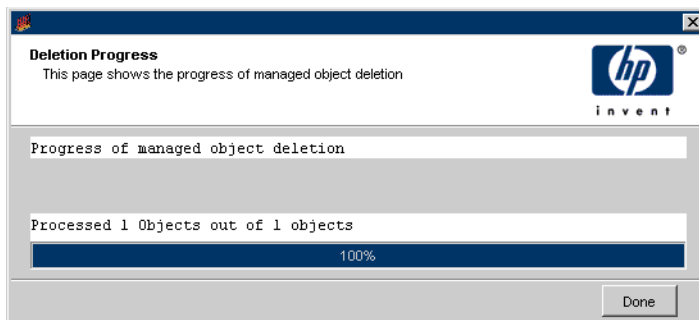 Deletion Progress
This page shows the progress of managed object deletion
hp
®
invent
Progress of managed object deletion
Processed 1 Objects out of 1 objects
100%
Done